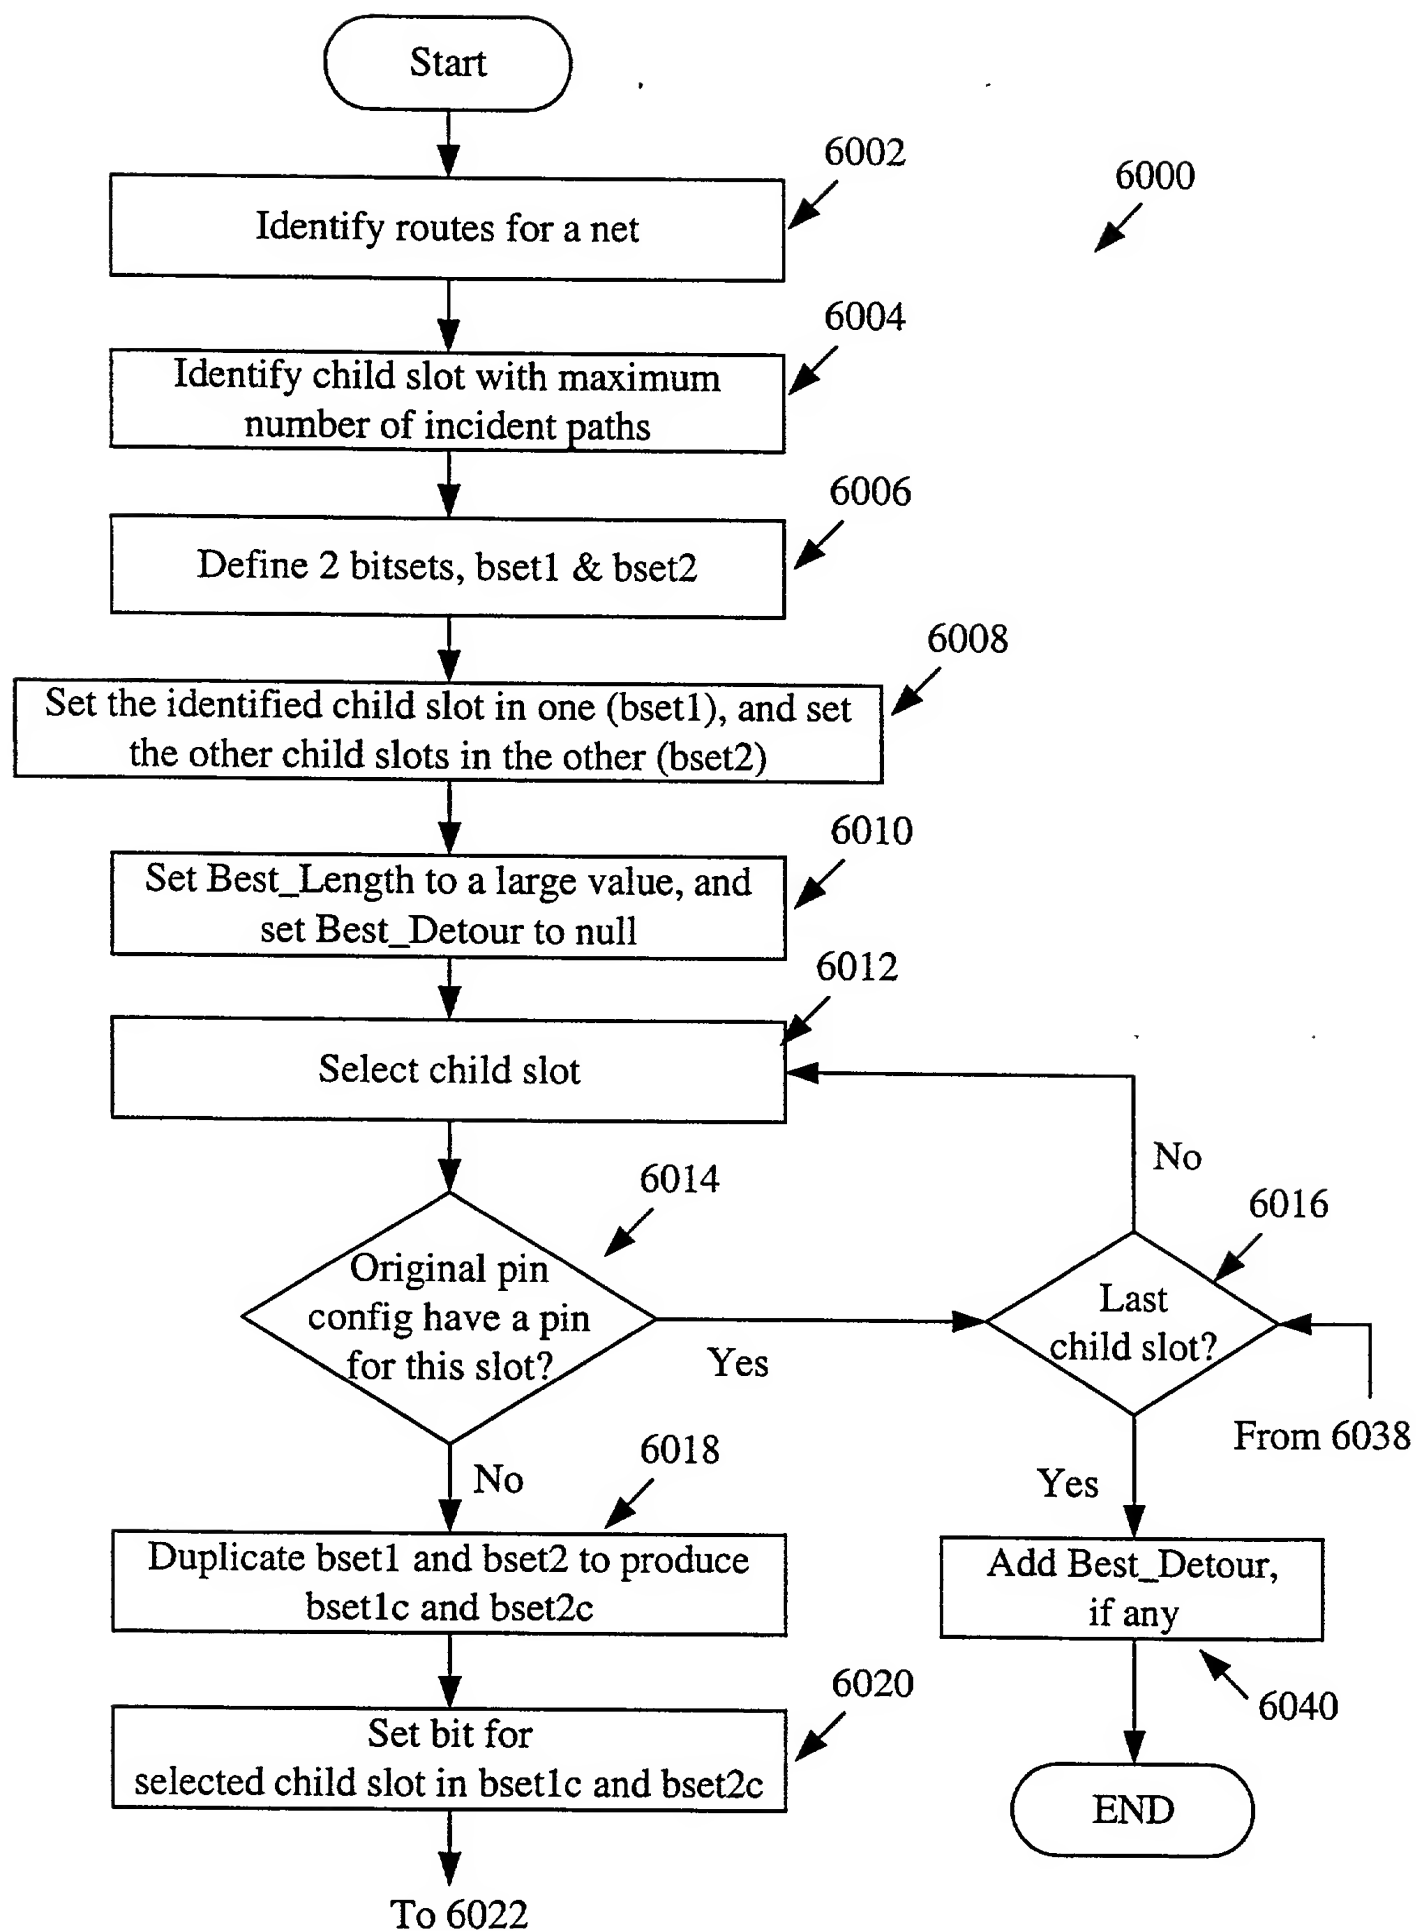 Start
6002
6000
Identify routes for a net
6004
Identify child slot with maximum
number of incident paths
6006
Define 2 bitsets, bset1 & bset2
6008
Set the identified child slot in one (bset1), and set
the other child slots in the other (bset2)
6010
Set Best_Length to a large value, and
set Best_Detour to null
6012
Select child slot
No
6014
6016
Original pin
config have a pin
for this slot?
Yes
Last
child slot?
From 6038
No
6018
Yes
Duplicate bset1 and bset2 to produce
bset1c and bset2c
Add Best_Detour,
if any
6020
6040
Set bit for
selected child slot in bset1c and bset2c
END
To 6022